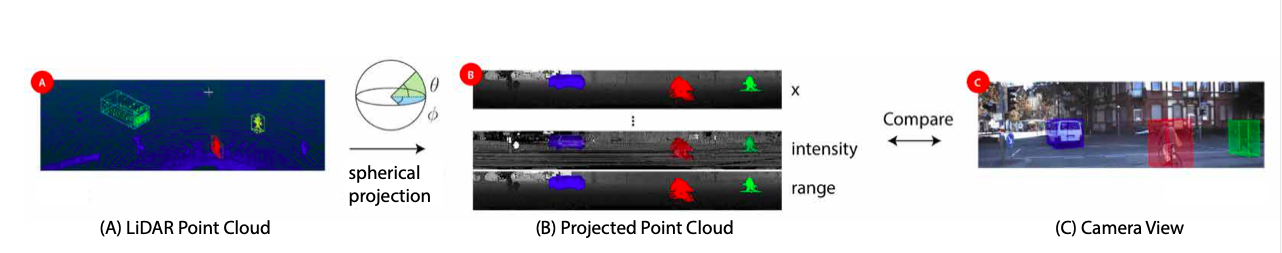 A
θ
ϕ
spherical
projection
(A) LiDAR Point Cloud
B
x
⋮
intensity
range
(B) Projected Point Cloud
Compare
C
(C) Camera View